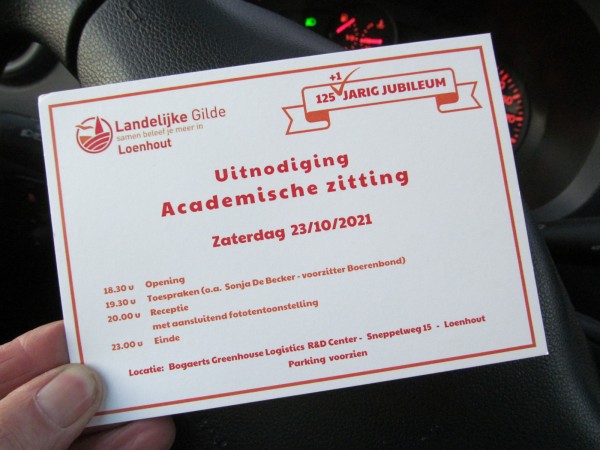 Landelijke Gilde
samen beleef je meer in
Loenhout
+1
125 JARIG JUBILEUM
Uitnodiging
Academische zitting
Zaterdag 23/10/2021
18.30 u Opening
19.30 u Toespraken (o.a. Sonja De Becker - voorzitter Boerenbond)
20.00 u Receptie
met aansluitend fototentoonstelling
23.00 u Einde
Locatie: Bogaerts Greenhouse Logistics R&D Center - Sneppelweg 15 - Loenhout
Parking voorzien